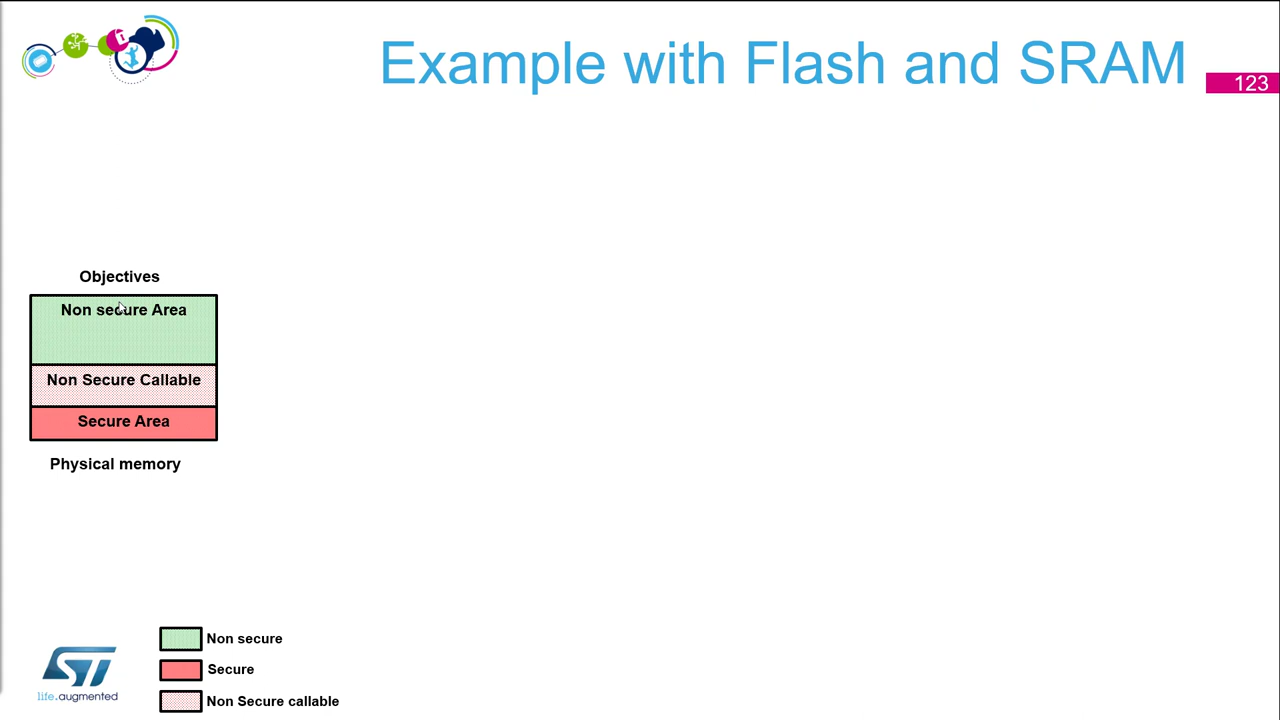 Example with Flash and SRAM
123
Objectives
Non secure Area
Non Secure Callable
Secure Area
Physical memory
Non secure
Secure
Non Secure callable
ST
life.augmented